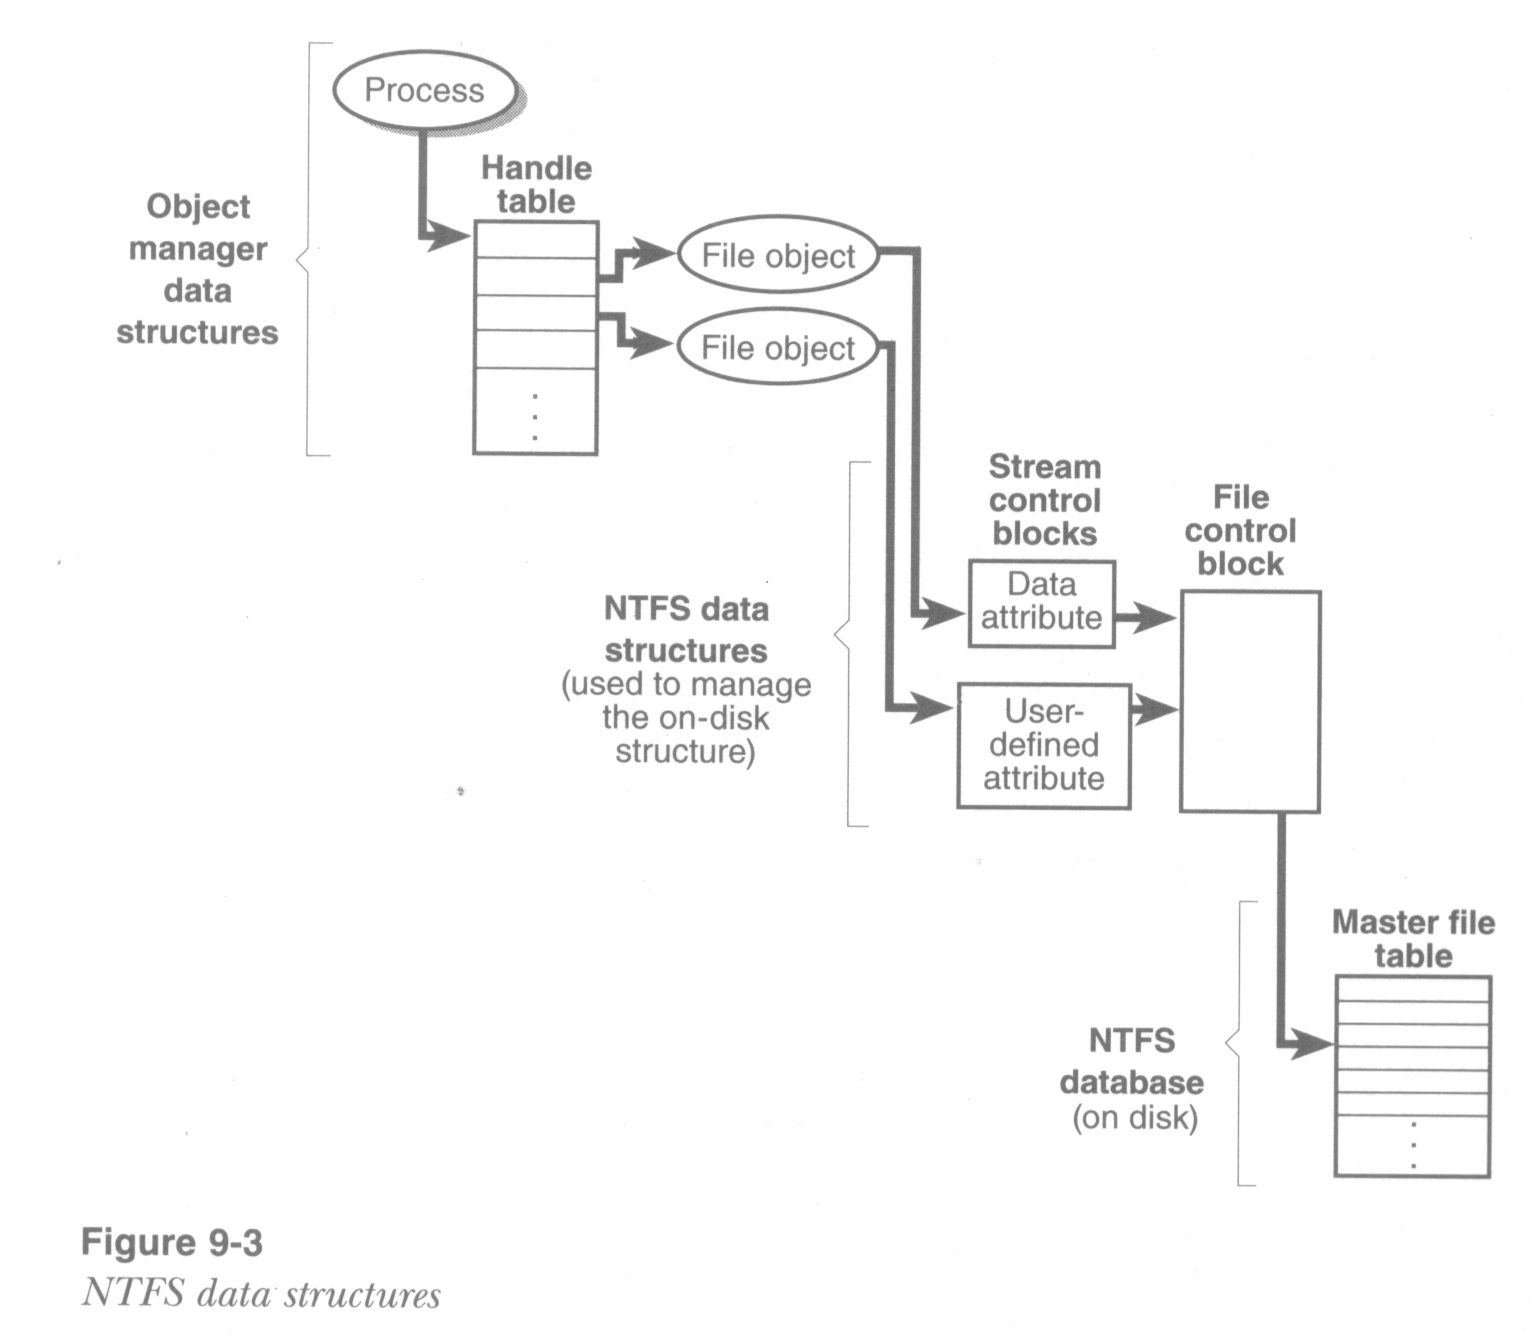 Process
Handle
table
Object
manager
data
structures
File object
File object
Stream
control
blocks
File
control
block
Data
attribute
User-
defined
attribute
NTFS data
structures
(used to manage
the on-disk
structure)
Master file
table
NTFS
database
(on disk)
Figure 9-3
NTFS data structures